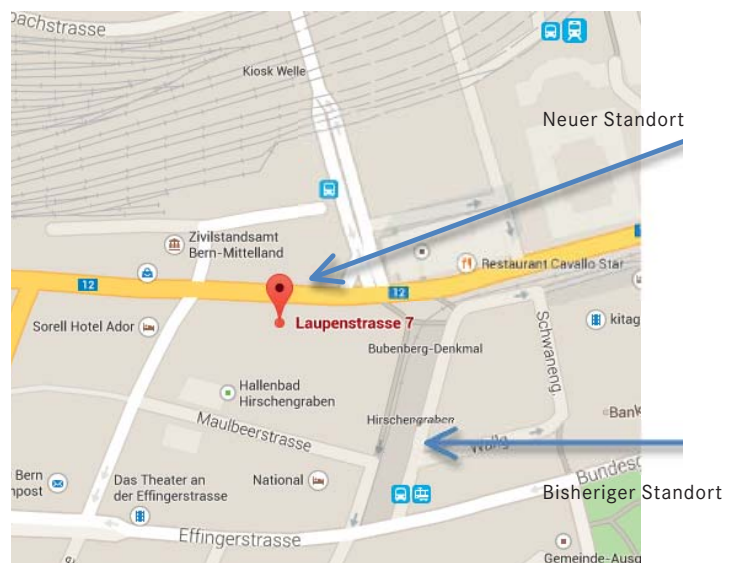 bachstrasse
Kiosk Welle
Neuer Standort
Zivilstandsamt
Bern-Mittelland
Restaurant Cavallo Star
12
12
Laupenstrasse 7
Sorell Hotel Ador
kitag
Bubenberg-Denkmal
Schwaneng.
Hallenbad
Hirschengraben
Maulbeerstrasse
Hirschengraben
Bank
Wallg
Bern
npost
Das Theater an
der Effingerstrasse
National
Bundesg
Bisheriger Standort
Effingerstrasse
Gemeinde-Ausg